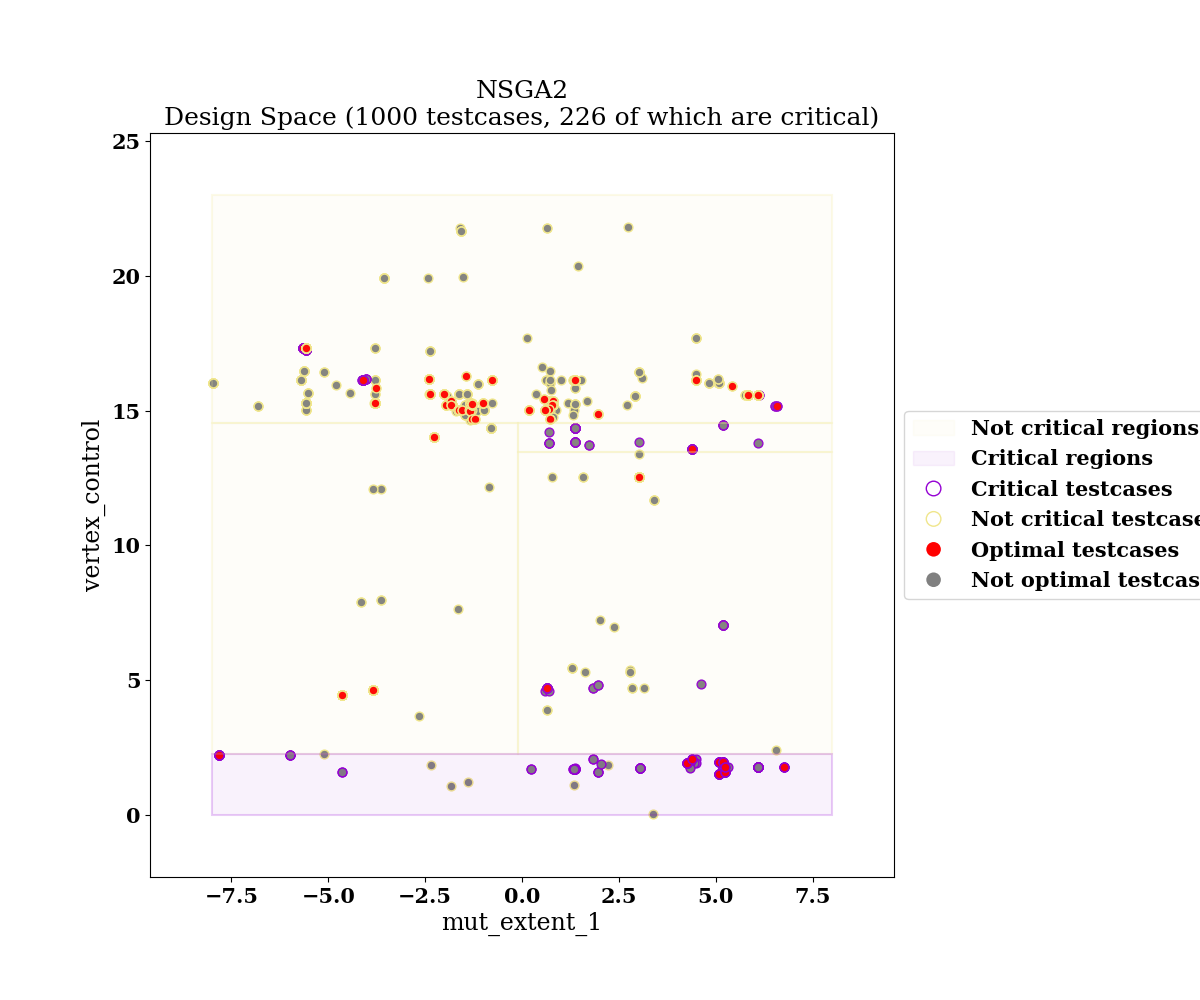 NSGA2
Design Space (1000 testcases, 226 of which are critical)
25
20
15
10
5
0
vertex_control
−7.5 −5.0 −2.5 0.0 2.5 5.0 7.5
mut_extent_1
Not critical regions
Critical regions
Critical testcases
Not critical testcase
Optimal testcases
Not optimal testcas